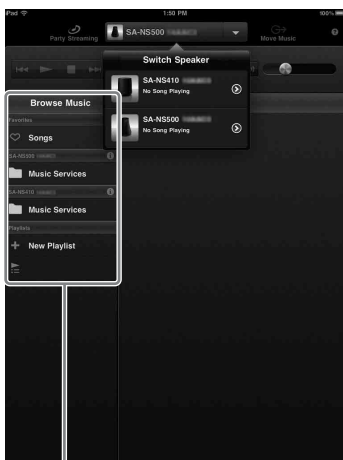 iPad
1:50 PM
100%
Party Streaming
SA-NS500
Move Music
Switch Speaker
SA-NS410
No Song Playing
SA-NS500
No Song Playing
Browse Music
Favorites
Songs
SA-NS500
Music Services
SA-NS410
Music Services
Playlists
New Playlist